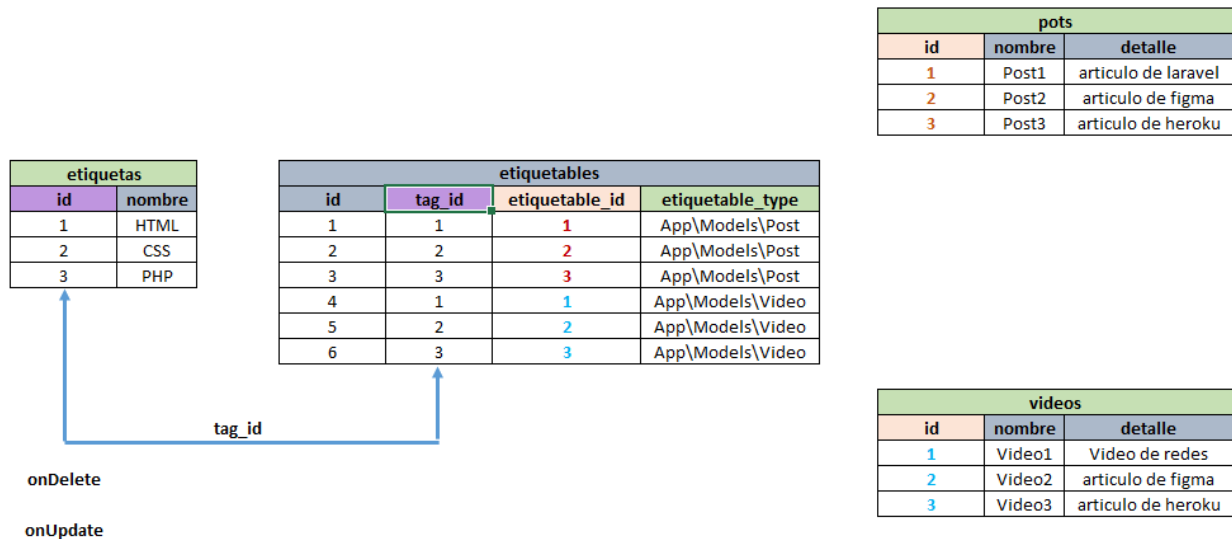 pots
id nombre detalle
1 Post1 articulo de laravel
2 Post2 articulo de figma
3 Post3 articulo de heroku
etiquetas
id nombre
1 HTML
2 CSS
3 PHP
etiquetables
id tag_id etiquetable_id etiquetable_type
1 1 1 App\Models\Post
2 2 2 App\Models\Post
3 3 3 App\Models\Post
4 1 1 App\Models\Video
5 2 2 App\Models\Video
6 3 3 App\Models\Video
tag_id
onDelete
onUpdate
videos
id nombre detalle
1 Video1 Video de redes
2 Video2 articulo de figma
3 Video3 articulo de heroku